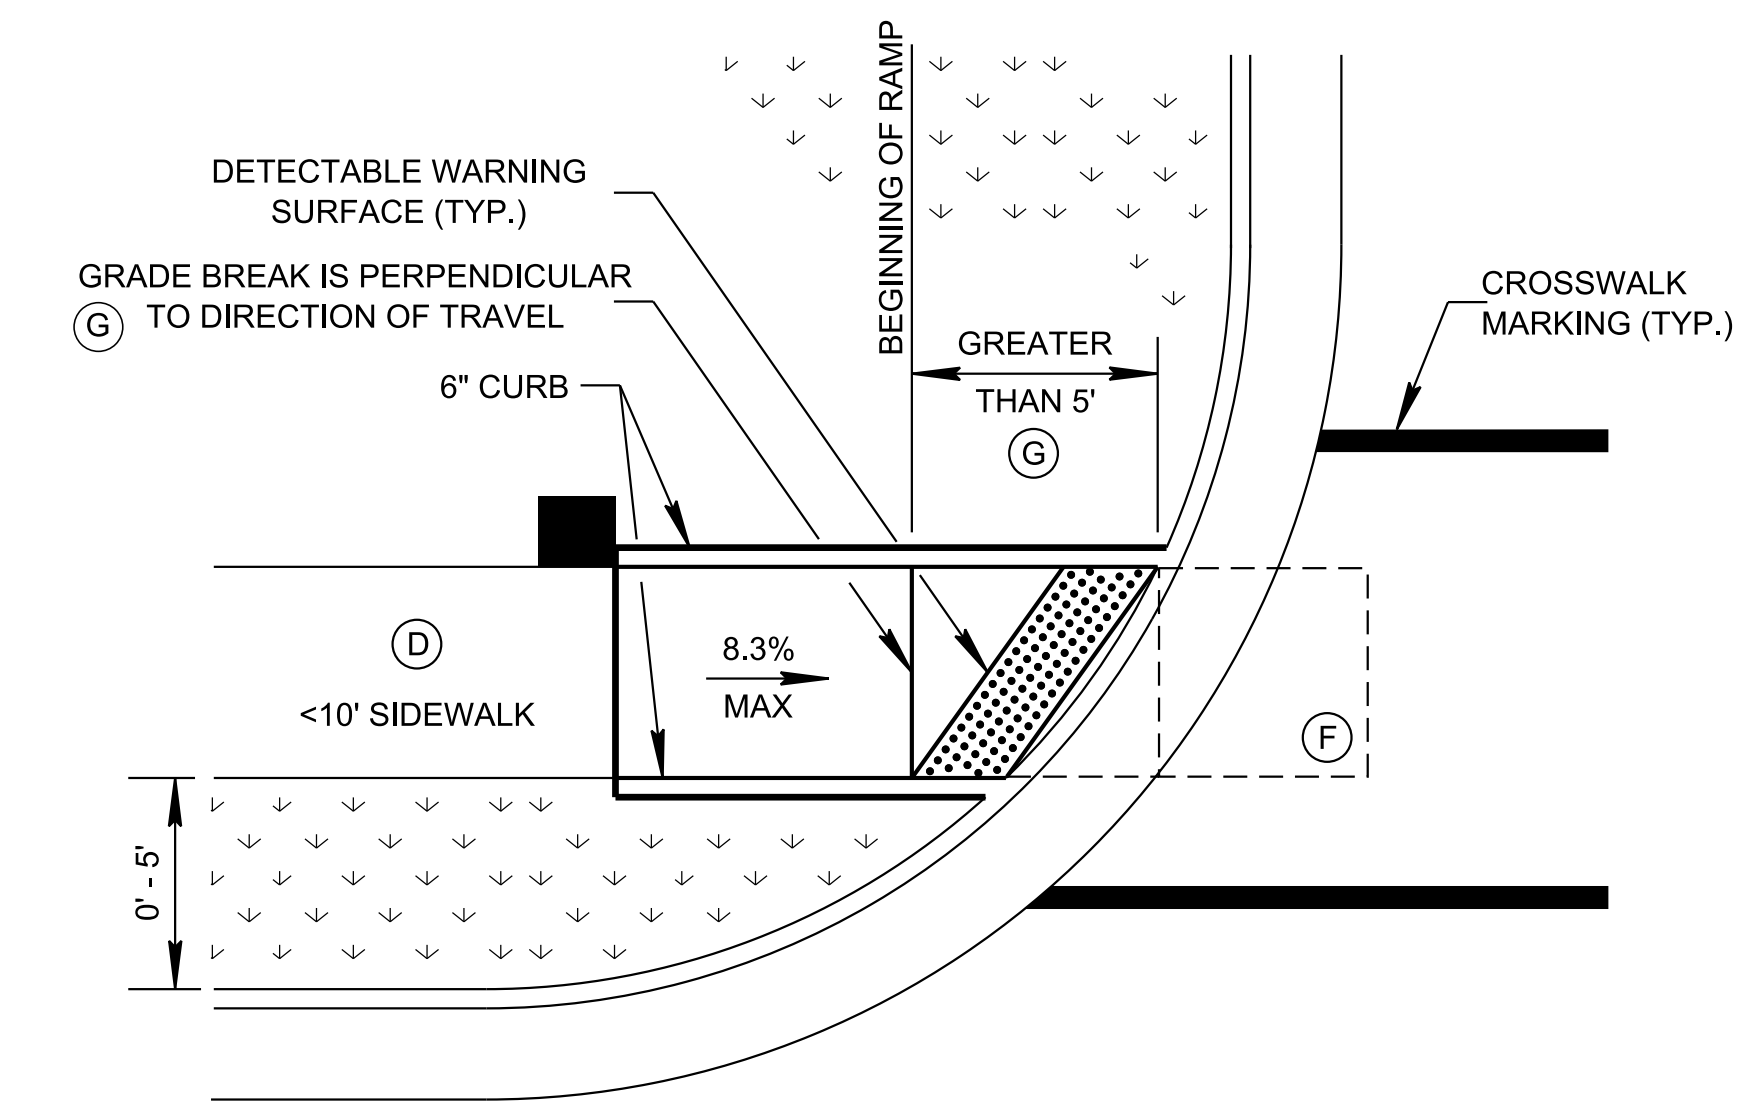 BEGINNING OF RAMP
DETECTABLE WARNING
SURFACE (TYP.)
GRADE BREAK IS PERPENDICULAR
G TO DIRECTION OF TRAVEL
6" CURB
GREATER
THAN 5'
G
CROSSWALK
MARKING (TYP.)
D
<10' SIDEWALK
8.3%
MAX
F
0' - 5'